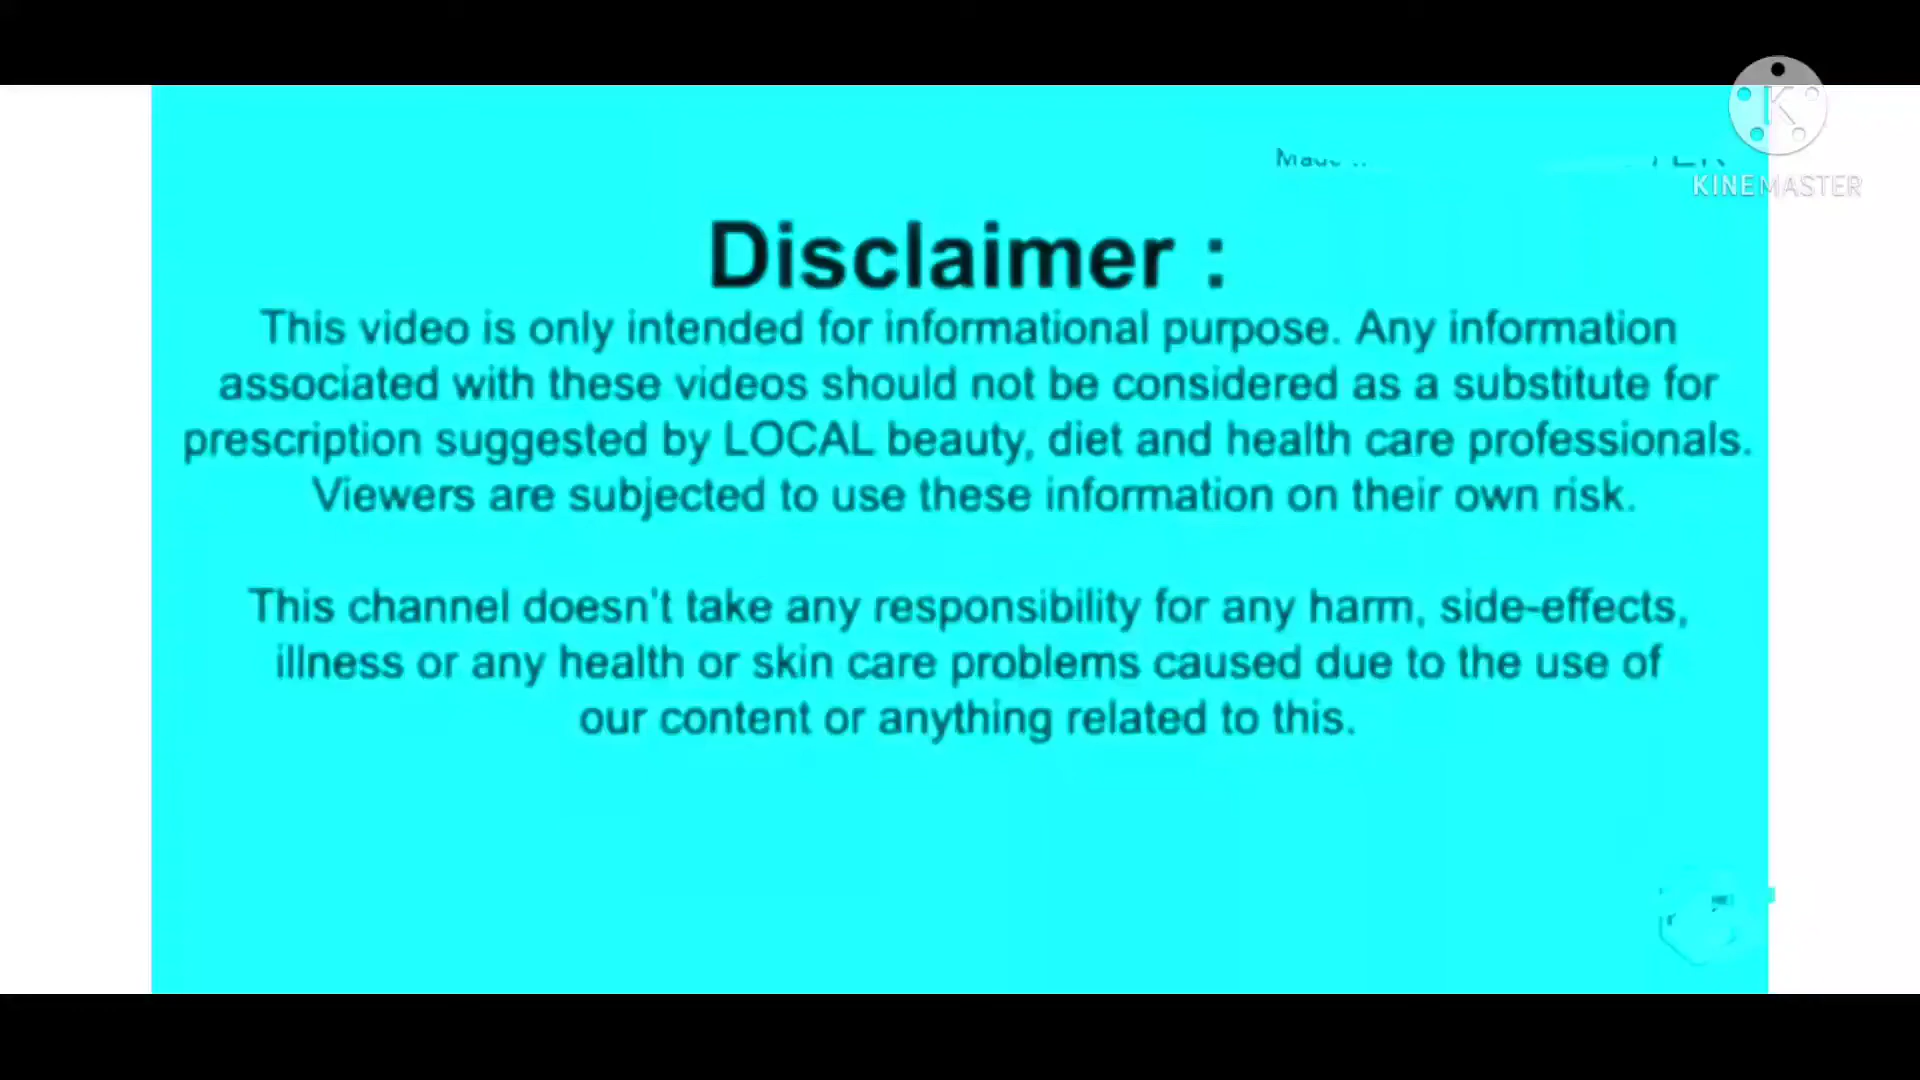 K
KINEMASTER
Disclaimer :
This video is only intended for informational purpose. Any information
associated with these videos should not be considered as a substitute for
prescription suggested by LOCAL beauty, diet and health care professionals.
Viewers are subjected to use these information on their own risk.
This channel doesn't take any responsibility for any harm, side-effects,
illness or any health or skin care problems caused due to the use of
our content or anything related to this.